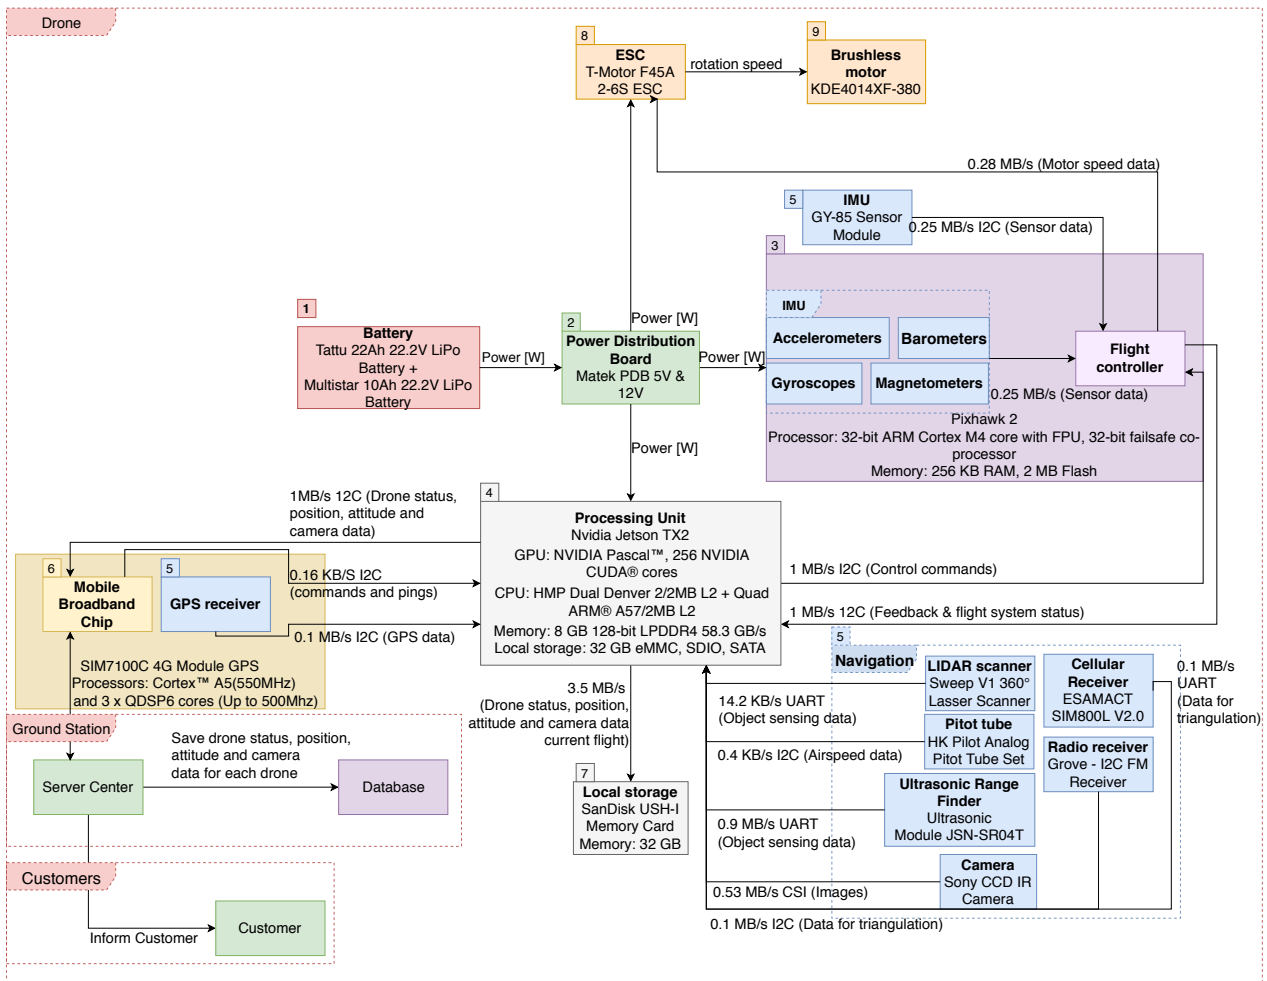 Drone
8
ESC
T-Motor F45A
2-6S ESC
rotation speed
9
Brushless
motor
KDE4014XF-380
0.28 MB/s (Motor speed data)
5
IMU
GY-85 Sensor
Module
0.25 MB/s I2C (Sensor data)
3
IMU
Accelerometers
Barometers
Gyroscopes
Magnetometers
Flight
controller
0.25 MB/s (Sensor data)
Pixhawk 2
Processor: 32-bit ARM Cortex M4 core with FPU, 32-bit failsafe co-
processor
Memory: 256 KB RAM, 2 MB Flash
1
Battery
Tattu 22Ah 22.2V LiPo
Battery +
Multistar 10Ah 22.2V LiPo
Battery
Power [W]
2
Power Distribution
Board
Matek PDB 5V &
12V
Power [W]
Power [W]
Power [W]
4
Processing Unit
Nvidia Jetson TX2
GPU: NVIDIA Pascal™, 256 NVIDIA
CUDA® cores
CPU: HMP Dual Denver 2/2MB L2 + Quad
ARM® A57/2MB L2
Memory: 8 GB 128-bit LPDDR4 58.3 GB/s
Local storage: 32 GB eMMC, SDIO, SATA
1MB/s 12C (Drone status,
position, attitude and
camera data)
6
Mobile
Broadband
Chip
5
GPS receiver
0.16 KB/S I2C
(commands and pings)
0.1 MB/s I2C (GPS data)
SIM7100C 4G Module GPS
Processors: Cortex™ A5(550MHz)
and 3 x QDSP6 cores (Up to 500Mhz)
1 MB/s I2C (Control commands)
1 MB/s 12C (Feedback & flight system status)
5
Navigation
LIDAR scanner
Sweep V1 360°
Lasser Scanner
Cellular
Receiver
ESAMACT
SIM800L V2.0
0.1 MB/s
UART
(Data for
triangulation)
14.2 KB/s UART
(Object sensing data)
Pitot tube
HK Pilot Analog
Pitot Tube Set
0.4 KB/s I2C (Airspeed data)
Radio receiver
Grove - I2C FM
Receiver
Ultrasonic Range
Finder
Ultrasonic
Module JSN-SR04T
0.9 MB/s UART
(Object sensing data)
Camera
Sony CCD IR
Camera
0.53 MB/s CSI (Images)
0.1 MB/s I2C (Data for triangulation)
3.5 MB/s
(Drone status, position,
attitude and camera data
current flight)
7
Local storage
SanDisk USH-I
Memory Card
Memory: 32 GB
Ground Station
Server Center
Save drone status, position,
attitude and camera
data for each drone
Database
Customers
Inform Customer
Customer